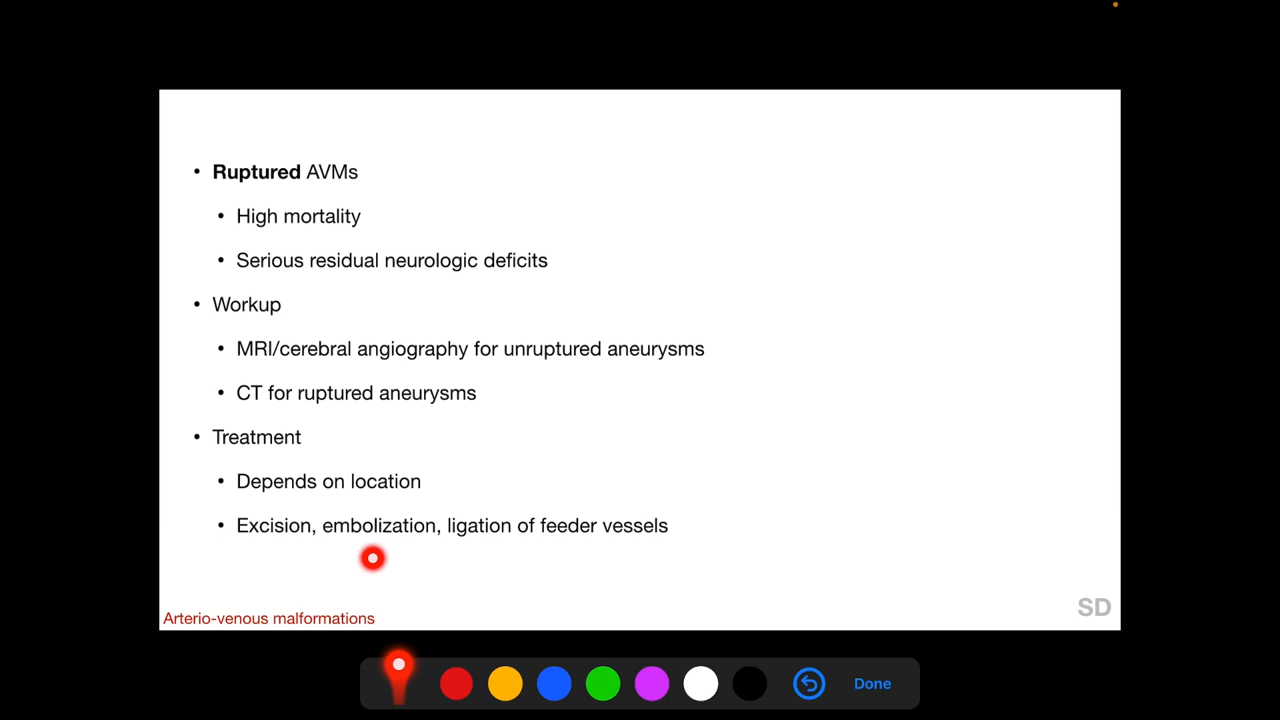 • Ruptured AVMs
• High mortality
• Serious residual neurologic deficits
• Workup
• MRI/cerebral angiography for unruptured aneurysms
• CT for ruptured aneurysms
• Treatment
• Depends on location
• Excision, embolization, ligation of feeder vessels
Arterio-venous malformations
SD
Done